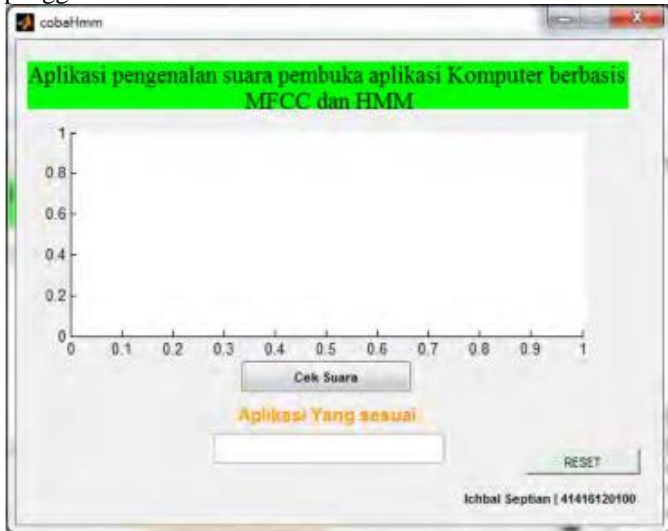 cobaHmm
Aplikasi pengenalan suara pembuka aplikasi Komputer berbasis
MFCC dan HMM
1
0.8
0.6
0.4
0.2
0
0 0.1 0.2 0.3 0.4 0.5 0.6 0.7 0.8 0.9 1
Cek Suara
Aplikasi Yang sesuai
RESET
Ichbal Septian | 41416120100